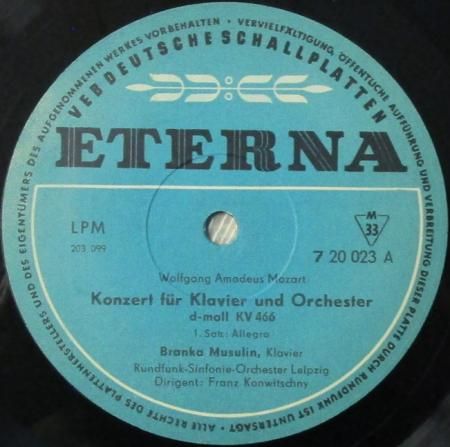 ALLE RECHTE DES PLATTENHERSTELLERS UND DES EIGENTÜMERS DES AUFGENOMMENEN WERKES VORBEHALTEN • VERVIELFÄLTIGUNG, ÖFFENTLICHE AUFFÜHRUNG UND VERBREITUNG DIESER PLATTE DURCH RUNDFUNK IST UNTERSAGT •
VEB DEUTSCHE SCHALLPLATTEN
ETERNA
LPM
203 099
M
33
7 20 023 A
Wolfgang Amadeus Mozart
Konzert für Klavier und Orchester
d-moll KV 466
1. Satz: Allegro
Branka Musulin, Klavier
Rundfunk-Sinfonie-Orchester Leipzig
Dirigent: Franz Konwitschny